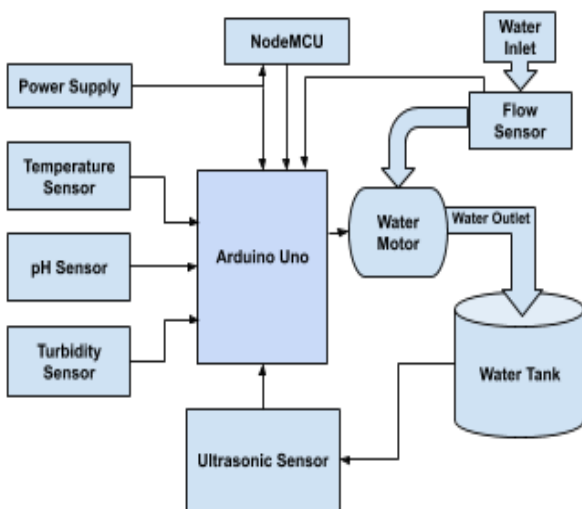 NodeMCU
Water
Inlet
Power Supply
Flow
Sensor
Temperature
Sensor
Water
Motor
Water Outlet
pH Sensor
Arduino Uno
Turbidity
Sensor
Water Tank
Ultrasonic Sensor